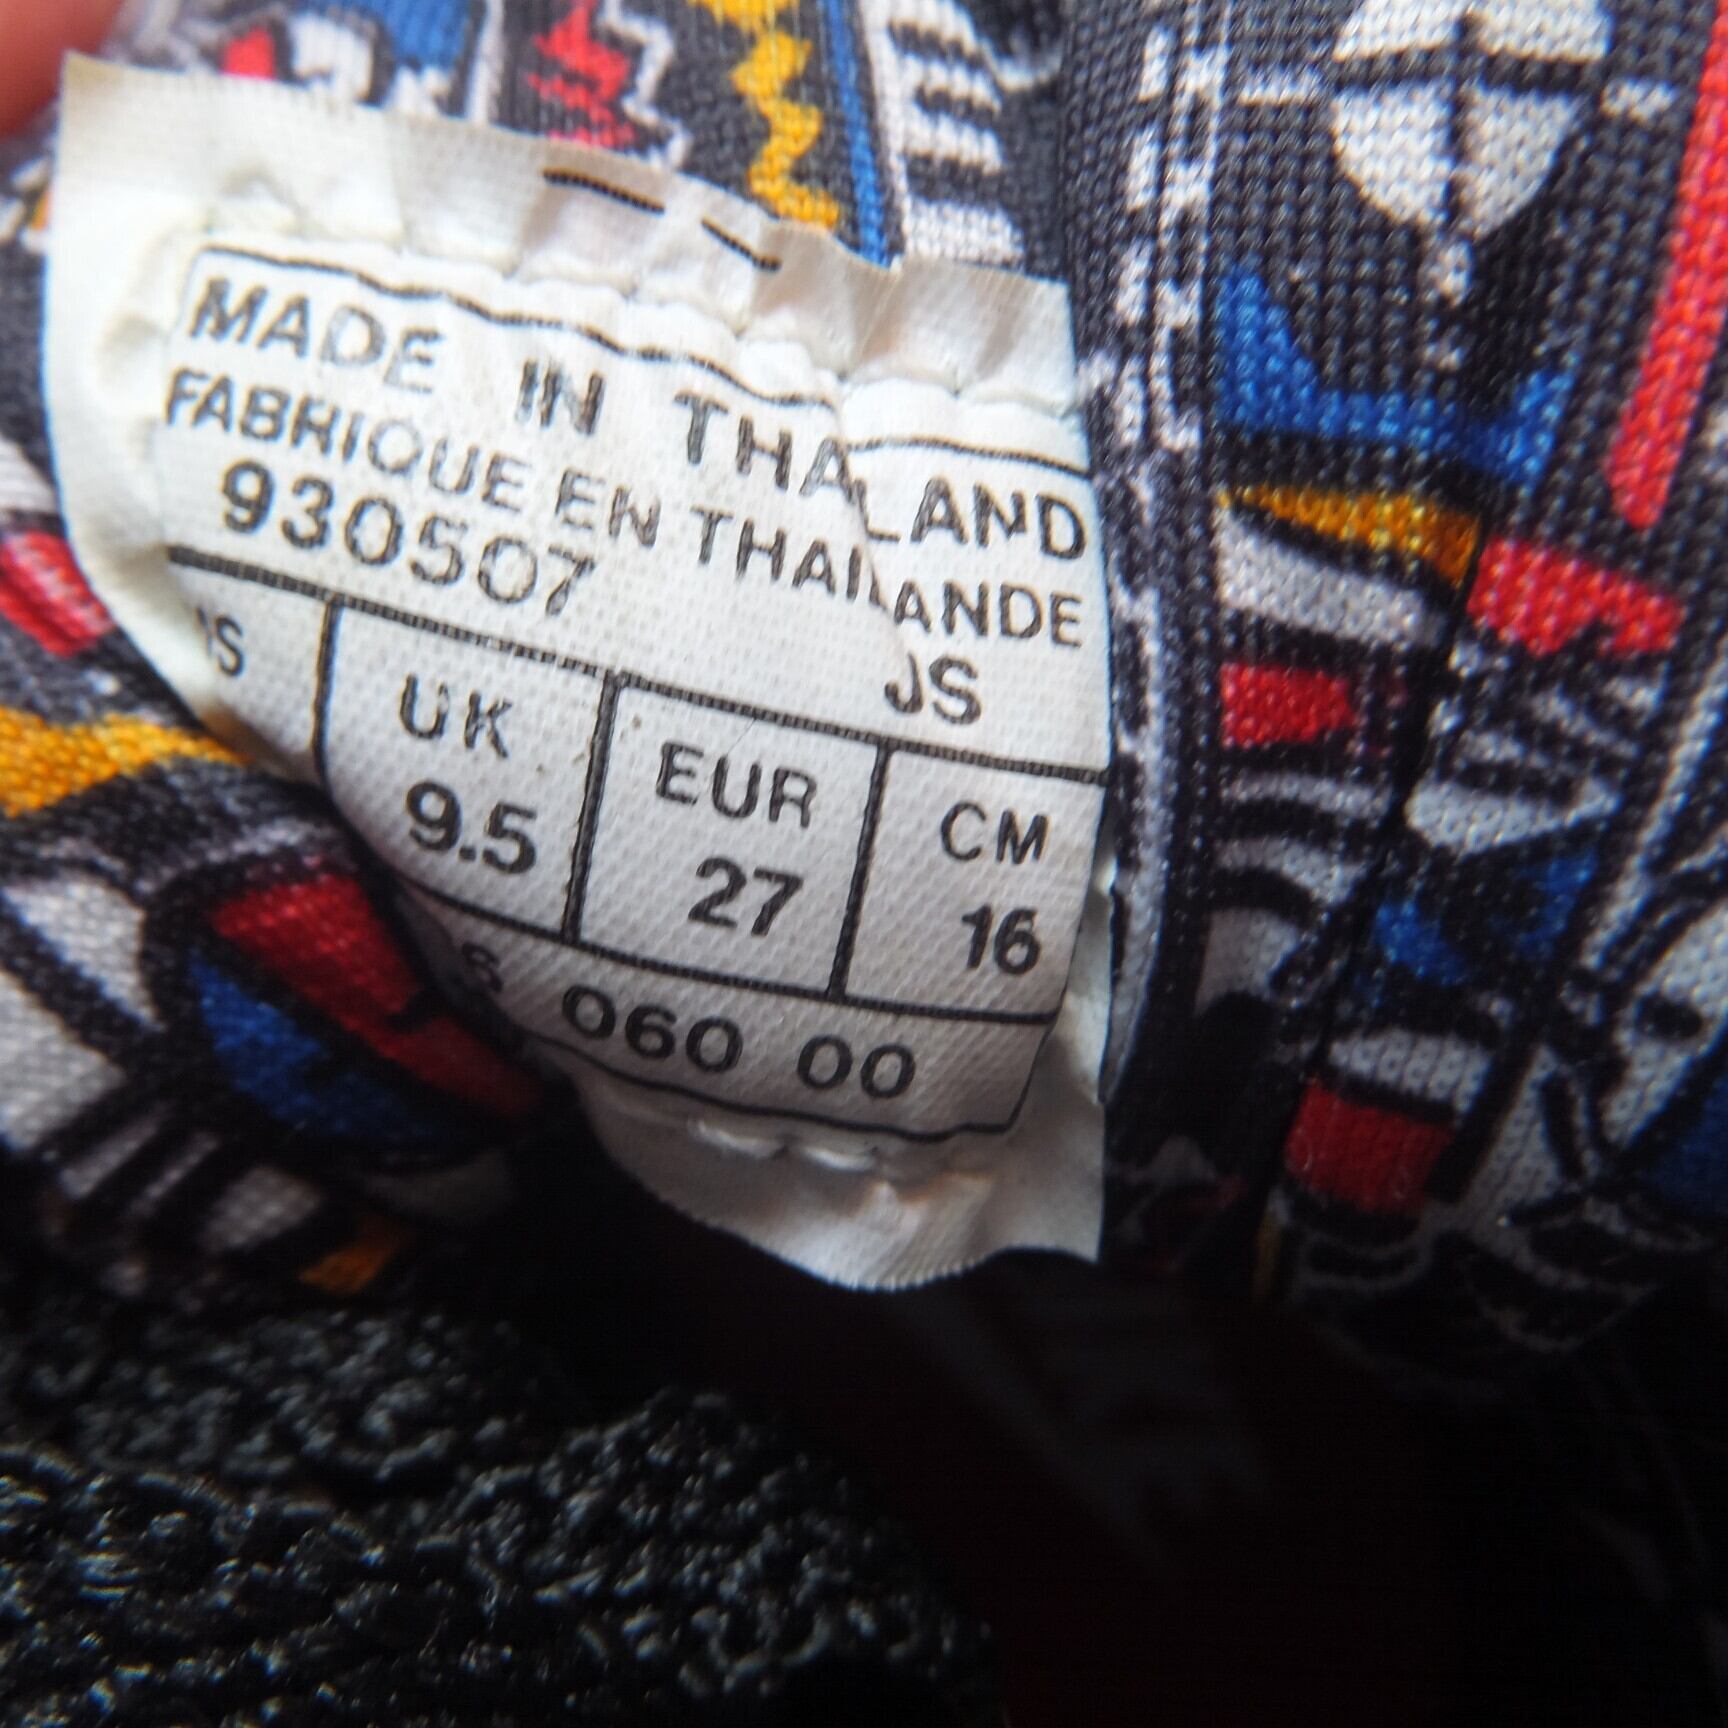 MADE IN THAILAND
FABRIQUE EN THAILANDE
930507 JS
UK EUR CM
9.5 27 16
060 00